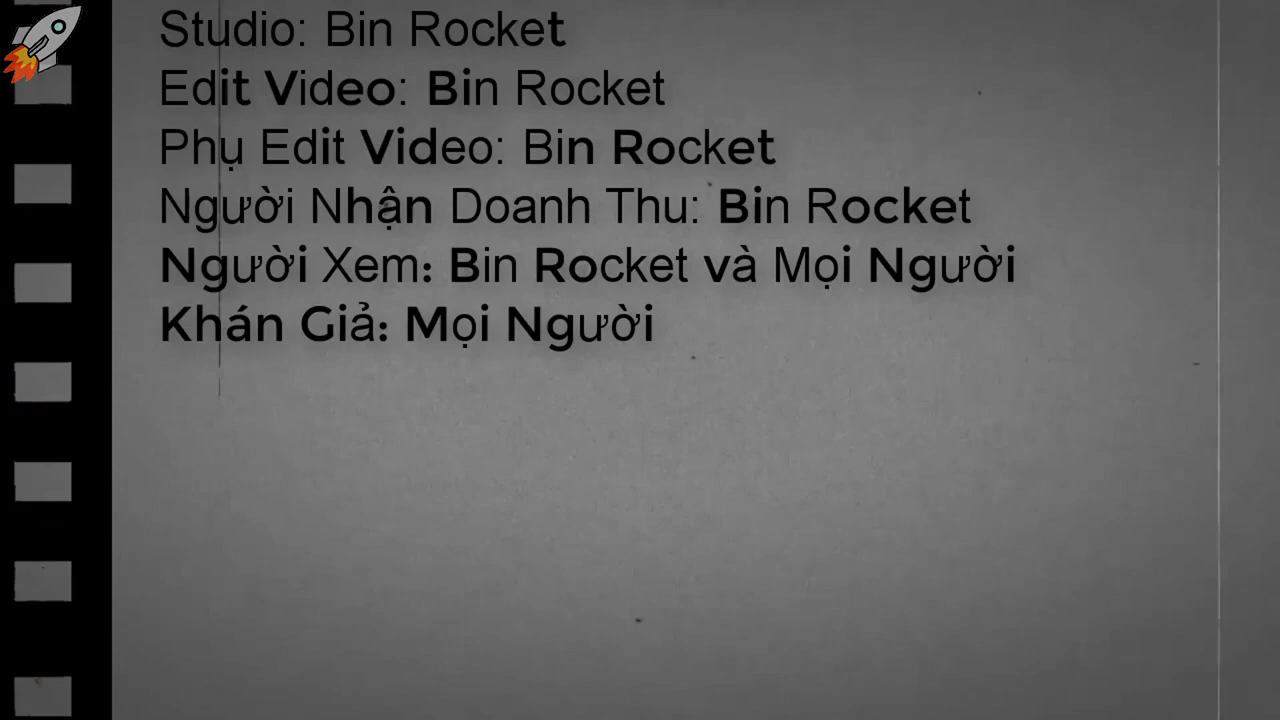 Studio: Bin Rocket
Edit Video: Bin Rocket
Phụ Edit Video: Bin Rocket
Người Nhận Doanh Thu: Bin Rocket
Người Xem: Bin Rocket và Mọi Người
Khán Giả: Mọi Người